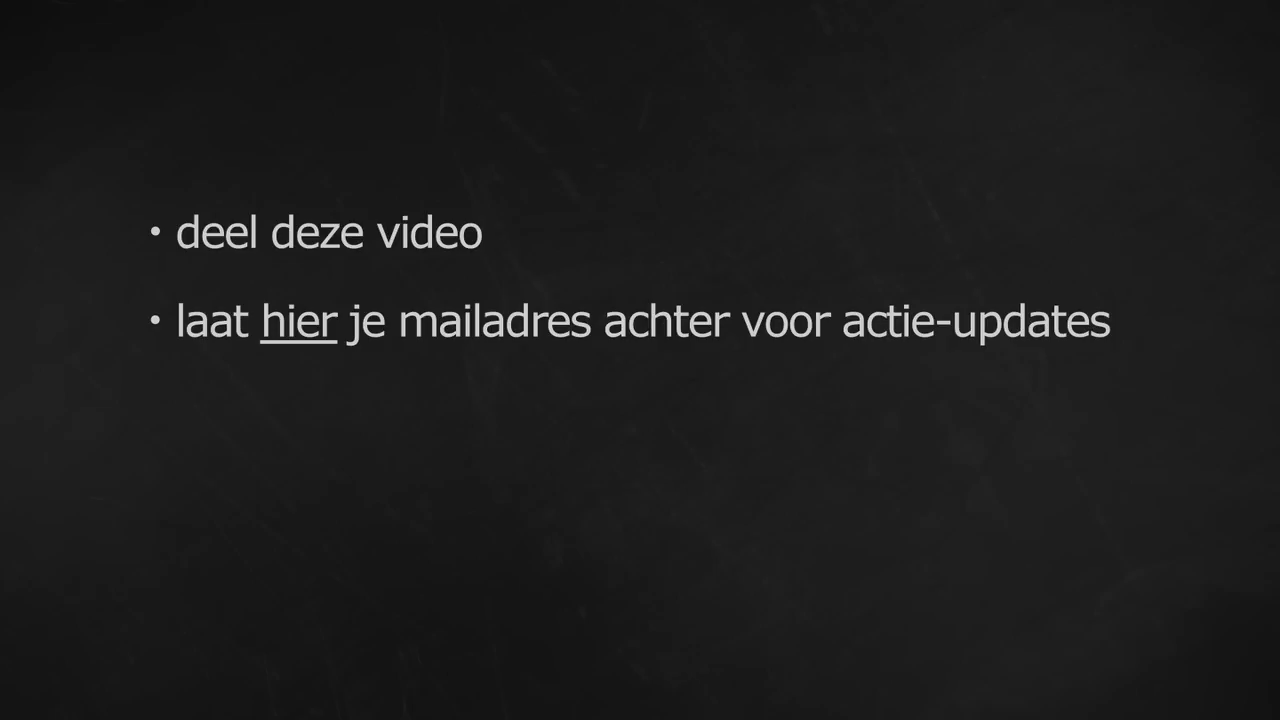 • deel deze video
• laat hier je mailadres achter voor actie-updates